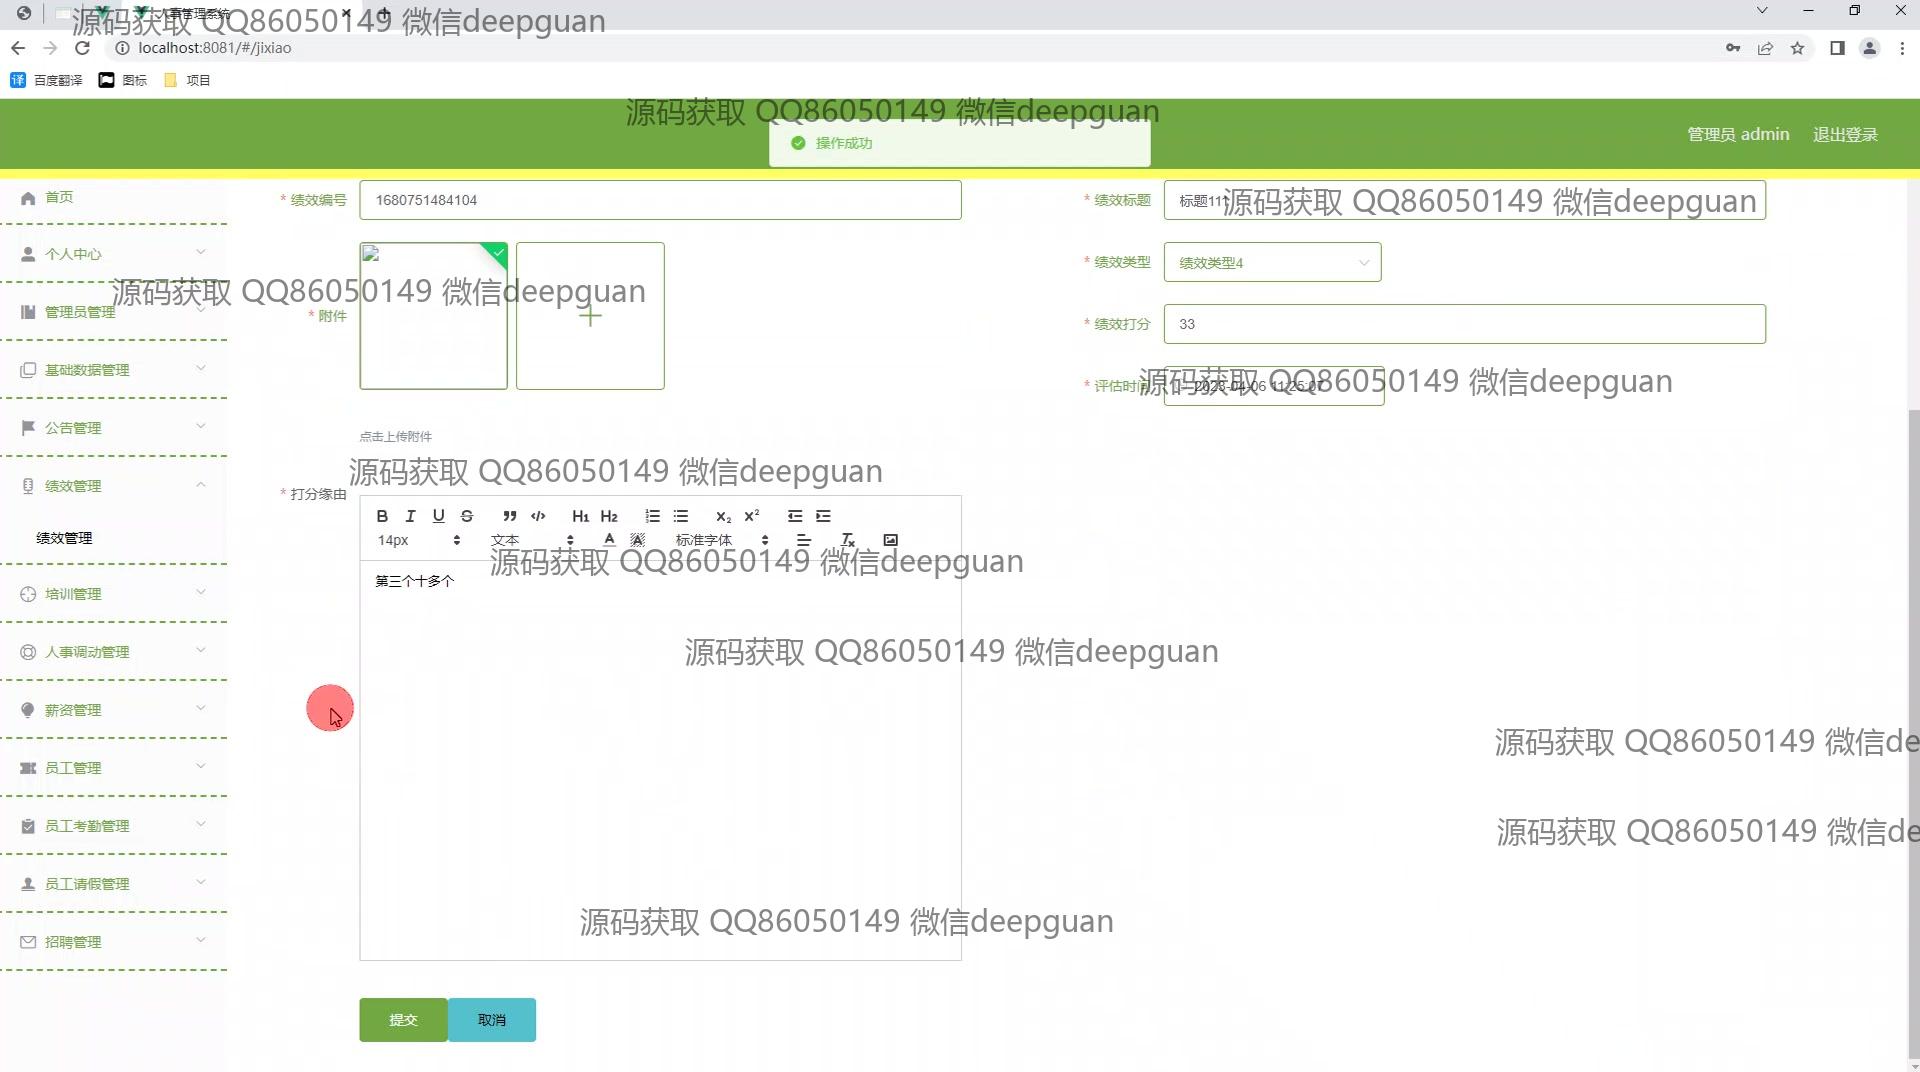 人事管理系统
源码获取 QQ86050149 微信deepguan
localhost:8081/#/jixiao
百度翻译 图标 项目
源码获取 QQ86050149 微信deepguan
操作成功
管理员 admin 退出登录
首页
* 绩效编号 1680751484104
* 绩效标题 标题111
源码获取 QQ86050149 微信deepguan
个人中心
* 绩效类型 绩效类型4
源码获取 QQ86050149 微信deepguan
管理员管理
* 附件
* 绩效打分 33
基础数据管理
* 评估时间 2023-04-06 11:25:07
源码获取 QQ86050149 微信deepguan
公告管理
点击上传附件
源码获取 QQ86050149 微信deepguan
绩效管理
* 打分缘由
B I U S H1 H2 X2 X2
绩效管理
14px 文本 A A 标准字体
源码获取 QQ86050149 微信deepguan
第三个十多个
培训管理
人事调动管理
源码获取 QQ86050149 微信deepguan
薪资管理
源码获取 QQ86050149 微信de
员工管理
员工考勤管理
源码获取 QQ86050149 微信de
员工请假管理
源码获取 QQ86050149 微信deepguan
招聘管理
提交 取消